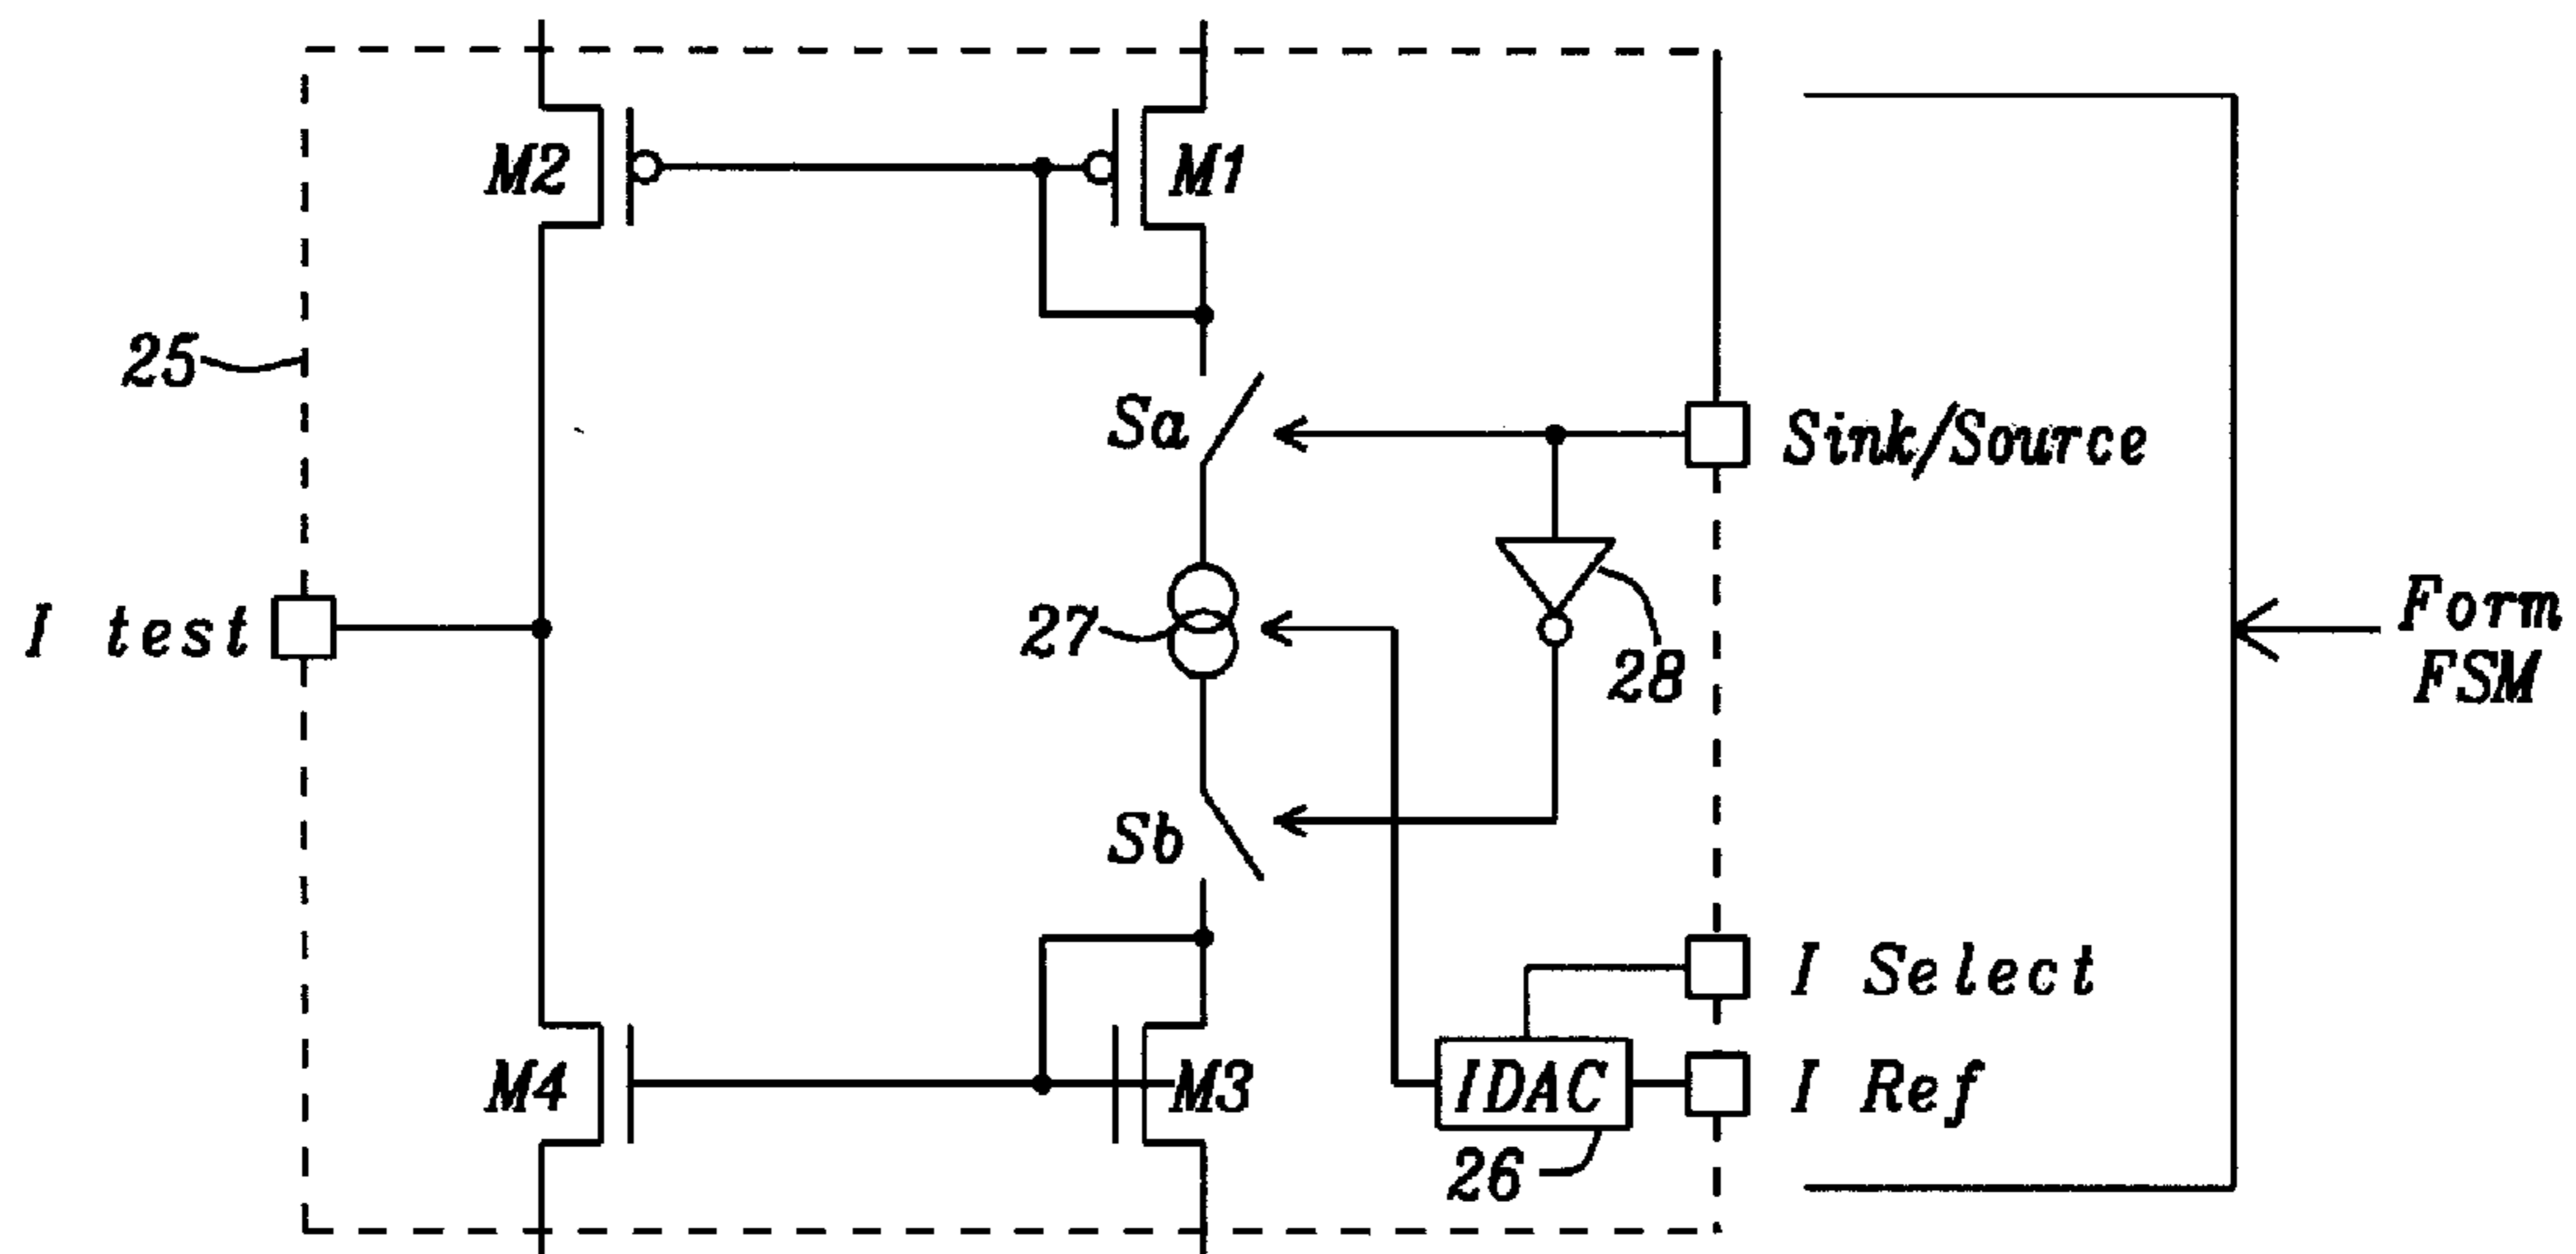 M2
M1
25
Sa
Sink/Source
I test
27
28
Form
FSM
Sb
I Select
M4
M3
IDAC
I Ref
26